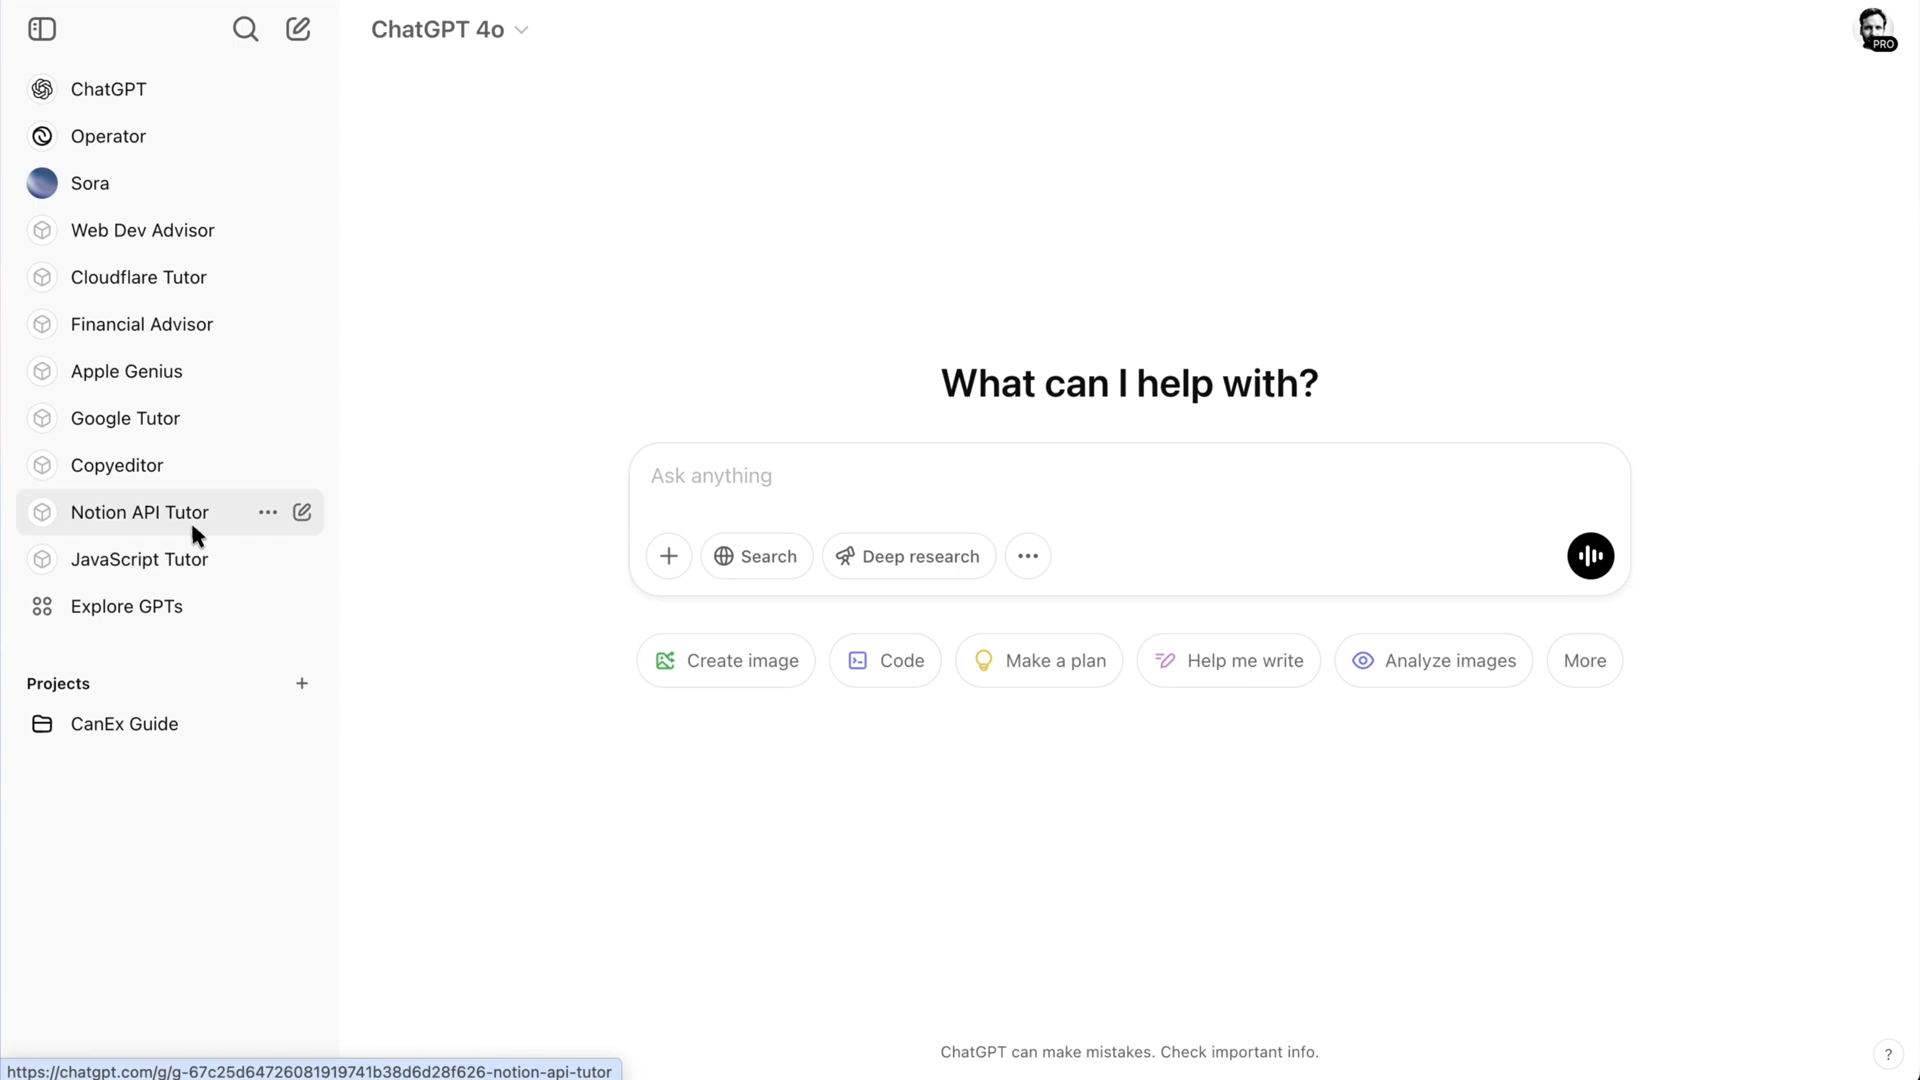 ChatGPT 4o
PRO
ChatGPT
Operator
Sora
Web Dev Advisor
Cloudflare Tutor
Financial Advisor
Apple Genius
Google Tutor
Copyeditor
Notion API Tutor
JavaScript Tutor
Explore GPTs
Projects
CanEx Guide
What can I help with?
Ask anything
Search
Deep research
Create image
Code
Make a plan
Help me write
Analyze images
More
ChatGPT can make mistakes. Check important info.
?
https://chatgpt.com/g/g-67c25d64726081919741b38d6d28f626-notion-api-tutor